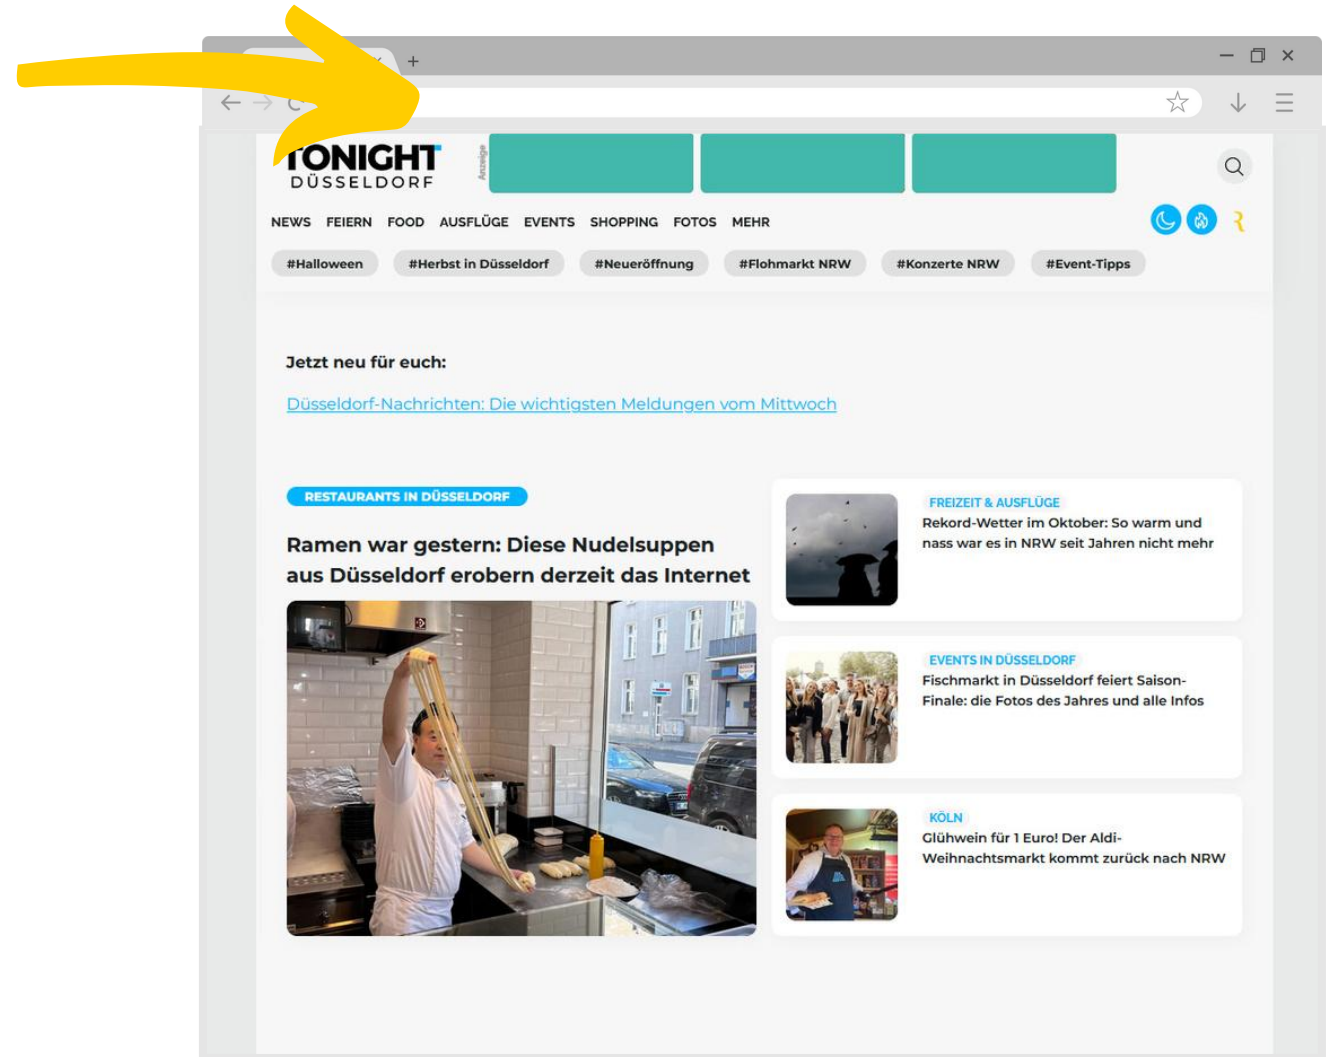 TONIGHT
DÜSSELDORF
Anzeige
NEWS FEIERN FOOD AUSFLÜGE EVENTS SHOPPING FOTOS MEHR
#Halloween #Herbst in Düsseldorf #Neueröffnung #Flohmarkt NRW #Konzerte NRW #Event-Tipps
Jetzt neu für euch:
Düsseldorf-Nachrichten: Die wichtigsten Meldungen vom Mittwoch
RESTAURANTS IN DÜSSELDORF
Ramen war gestern: Diese Nudelsuppen
aus Düsseldorf erobern derzeit das Internet
FREIZEIT & AUSFLÜGE
Rekord-Wetter im Oktober: So warm und
nass war es in NRW seit Jahren nicht mehr
EVENTS IN DÜSSELDORF
Fischmarkt in Düsseldorf feiert Saison-
Finale: die Fotos des Jahres und alle Infos
KÖLN
Glühwein für 1 Euro! Der Aldi-
Weihnachtsmarkt kommt zurück nach NRW